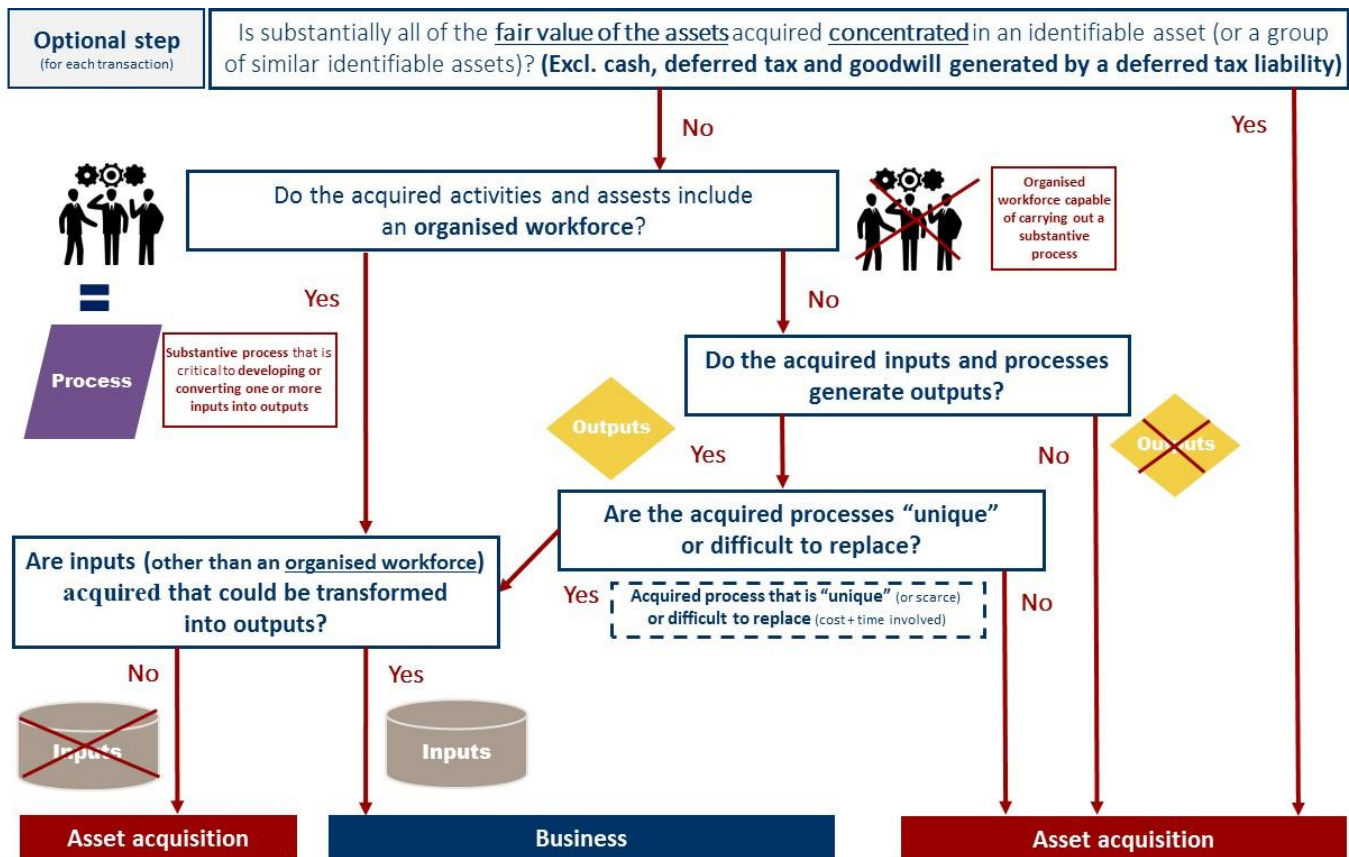 Optional step
(for each transaction)
Is substantially all of the fair value of the assets acquired concentrated in an identifiable asset (or a group
of similar identifiable assets)? (Excl. cash, deferred tax and goodwill generated by a deferred tax liability)
No
Yes
Do the acquired activities and assests include
an organised workforce?
Organised
workforce capable
of carrying out a
substantive
process
Yes
No
Process
Substantive process that is
critical to developing or
converting one or more
inputs into outputs
Do the acquired inputs and processes
generate outputs?
Outputs
Yes
No
Outputs
Are the acquired processes “unique”
or difficult to replace?
Are inputs (other than an organised workforce)
acquired that could be transformed
into outputs?
Yes
Acquired process that is “unique” (or scarce)
or difficult to replace (cost + time involved)
No
No
Yes
Inputs
Inputs
Asset acquisition
Business
Asset acquisition